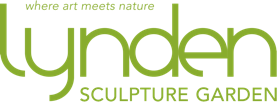 where art meets nature
lynden
SCULPTURE GARDEN